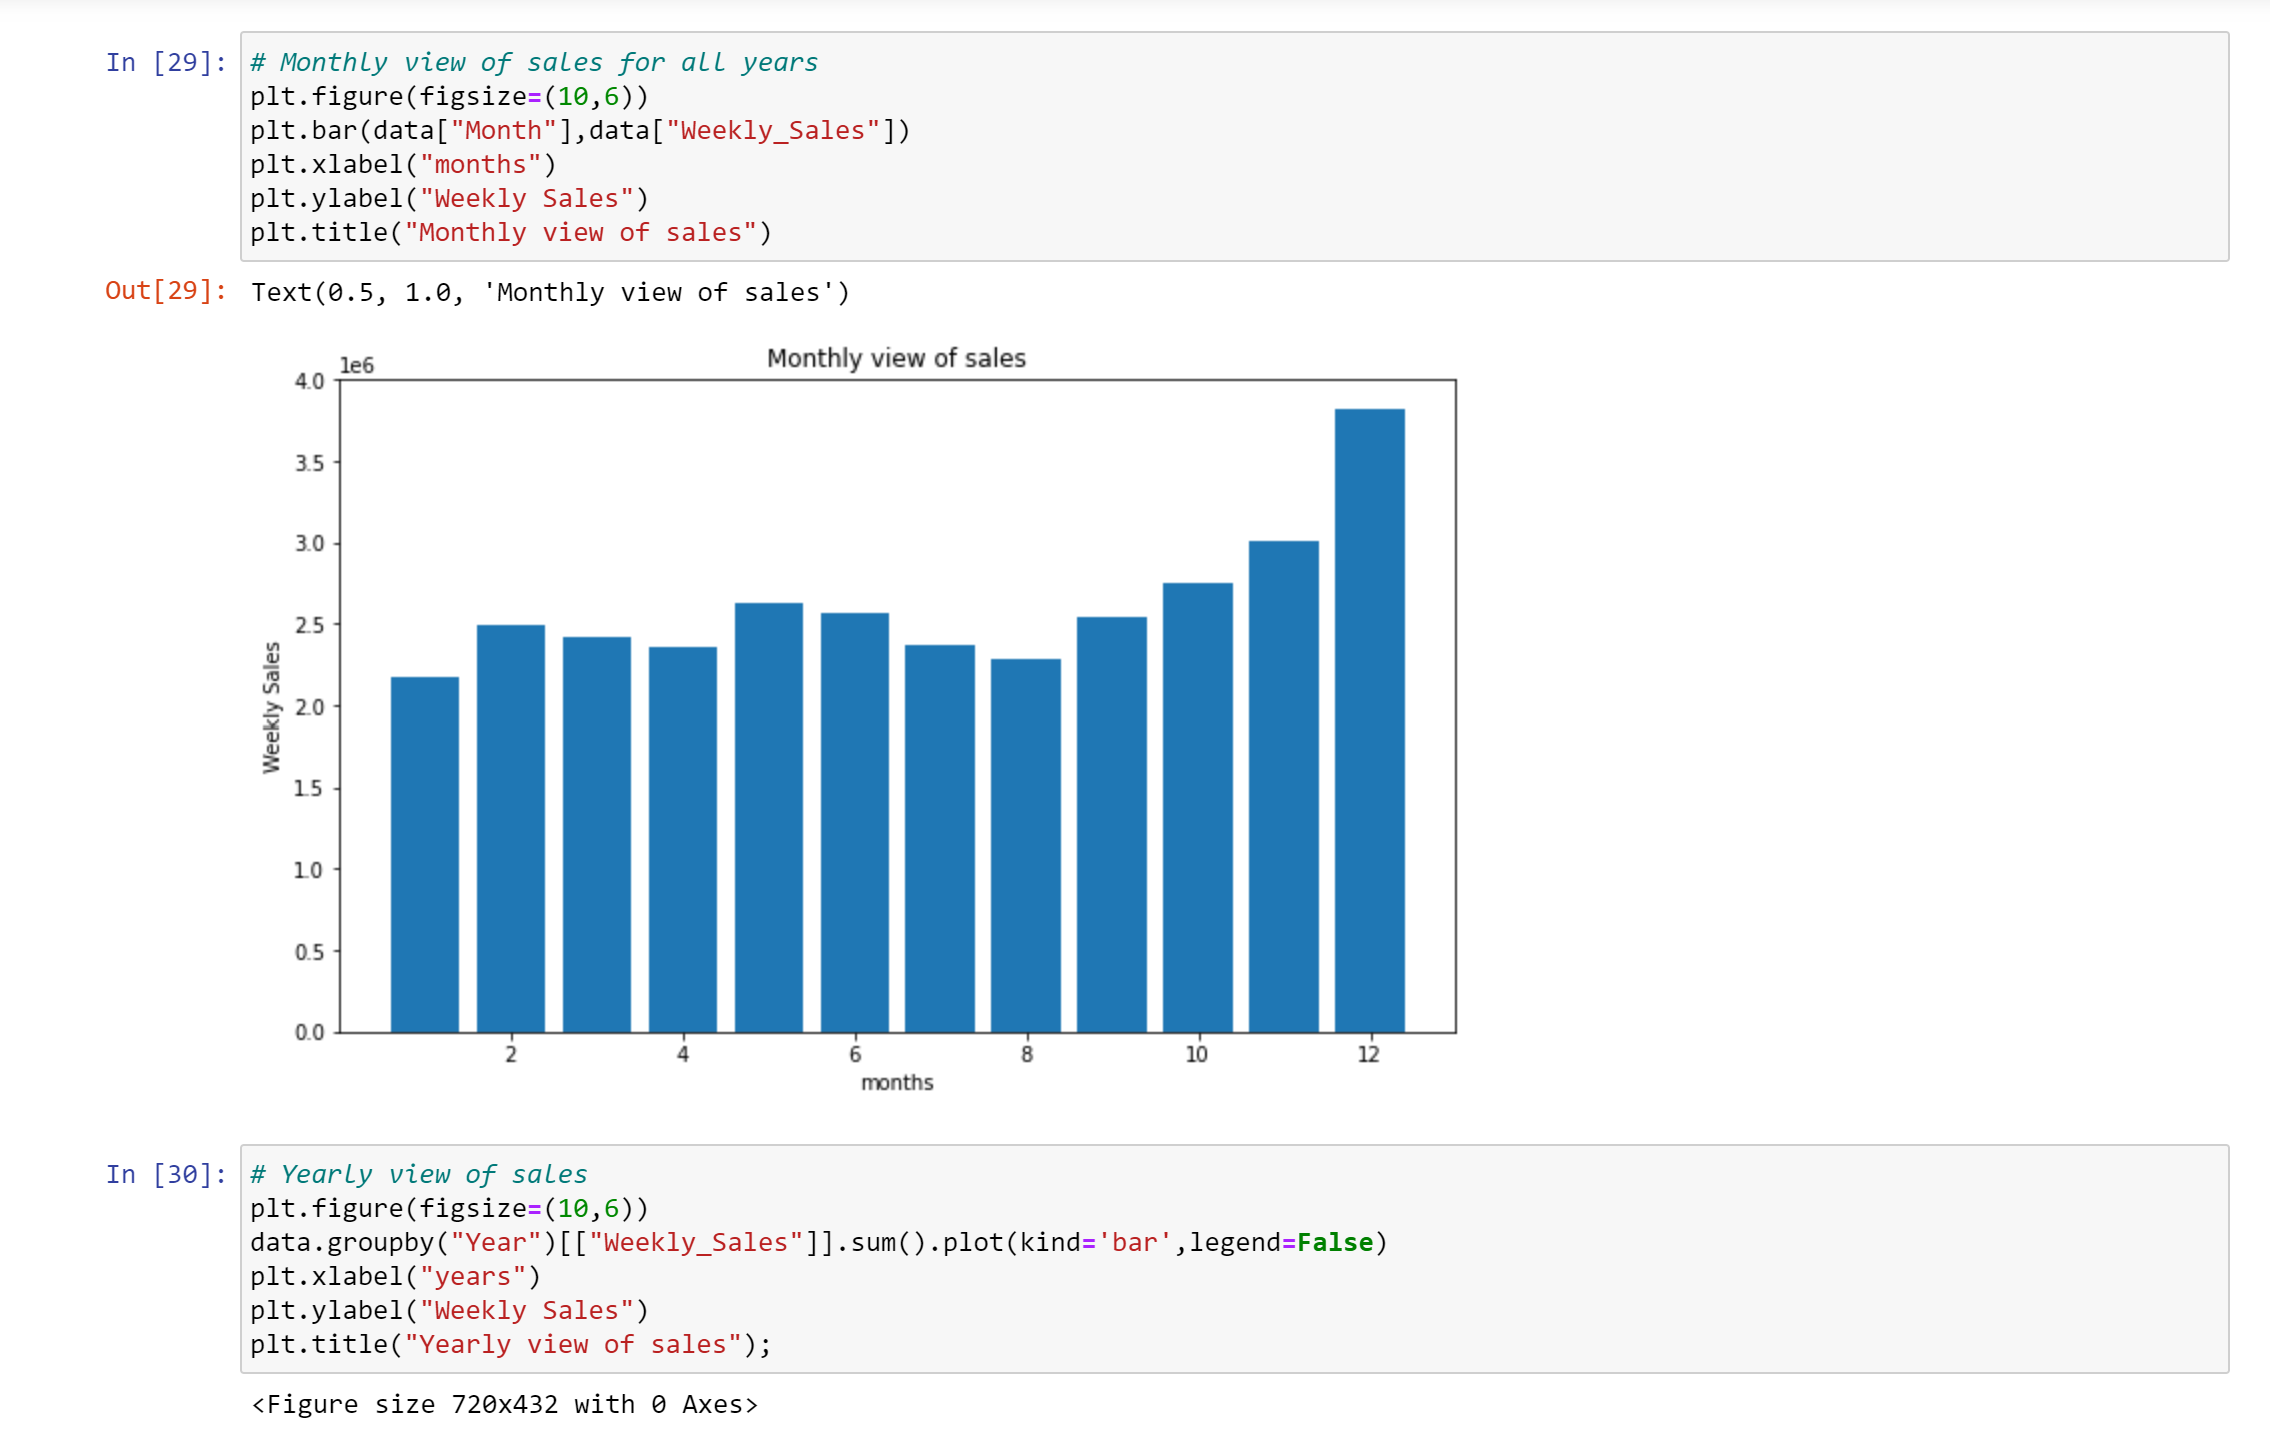 In [29]: # Monthly view of sales for all years
plt.figure(figsize=(10,6))
plt.bar(data["Month"],data["Weekly_Sales"])
plt.xlabel("months")
plt.ylabel("Weekly Sales")
plt.title("Monthly view of sales")
Out[29]: Text(0.5, 1.0, 'Monthly view of sales')
Monthly view of sales
1e6
4.0
3.5
3.0
2.5
2.0
1.5
1.0
0.5
0.0
Weekly Sales
2 4 6 8 10 12
months
In [30]: # Yearly view of sales
plt.figure(figsize=(10,6))
data.groupby("Year")[["Weekly_Sales"]].sum().plot(kind='bar',legend=False)
plt.xlabel("years")
plt.ylabel("Weekly Sales")
plt.title("Yearly view of sales");
<Figure size 720x432 with 0 Axes>